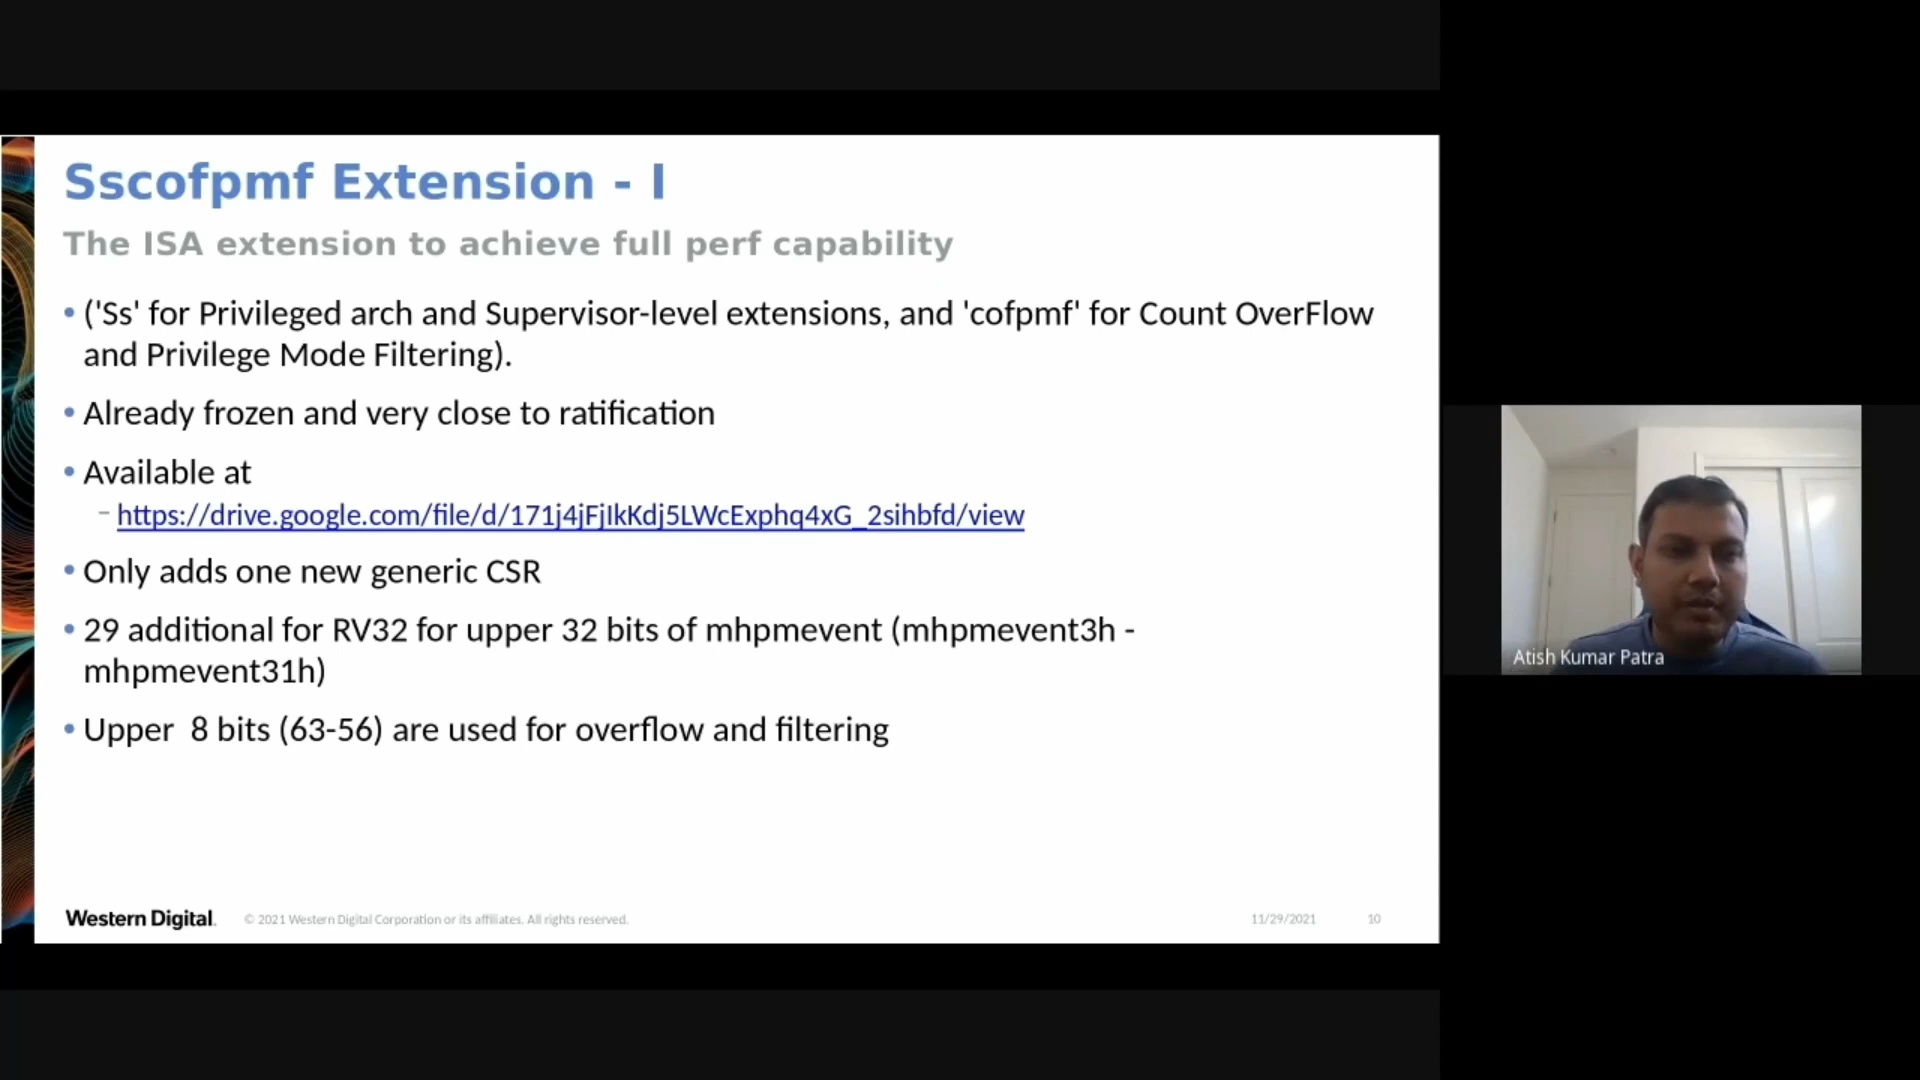 Sscofpmf Extension - I
The ISA extension to achieve full perf capability
• ('Ss' for Privileged arch and Supervisor-level extensions, and 'cofpmf' for Count OverFlow
and Privilege Mode Filtering).
• Already frozen and very close to ratification
• Available at
– https://drive.google.com/file/d/171j4jFjIkKdj5LWcExphq4xG_2sihbfd/view
• Only adds one new generic CSR
• 29 additional for RV32 for upper 32 bits of mhpmevent (mhpmevent3h -
mhpmevent31h)
• Upper  8 bits (63-56) are used for overflow and filtering
Western Digital. © 2021 Western Digital Corporation or its affiliates. All rights reserved. 11/29/2021 10
Atish Kumar Patra